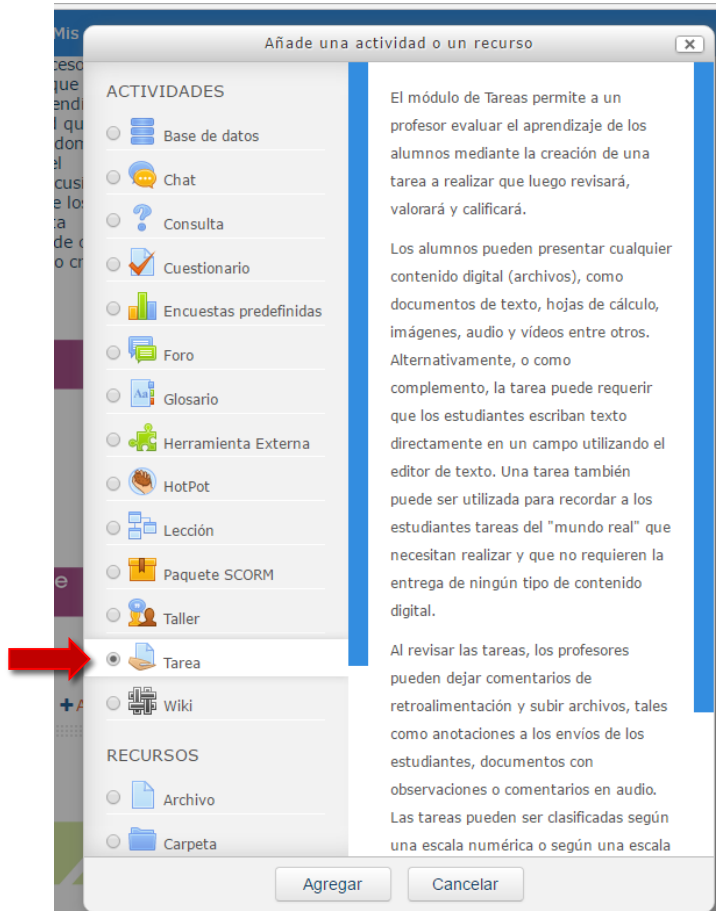 Mis
Añade una actividad o un recurso
ACTIVIDADES
Base de datos
Chat
Consulta
Cuestionario
Encuestas predefinidas
Foro
Glosario
Herramienta Externa
HotPot
Lección
Paquete SCORM
Taller
Tarea
Wiki
RECURSOS
Archivo
Carpeta
El módulo de Tareas permite a un
profesor evaluar el aprendizaje de los
alumnos mediante la creación de una
tarea a realizar que luego revisará,
valorará y calificará.
Los alumnos pueden presentar cualquier
contenido digital (archivos), como
documentos de texto, hojas de cálculo,
imágenes, audio y vídeos entre otros.
Alternativamente, o como
complemento, la tarea puede requerir
que los estudiantes escriban texto
directamente en un campo utilizando el
editor de texto. Una tarea también
puede ser utilizada para recordar a los
estudiantes tareas del "mundo real" que
necesitan realizar y que no requieren la
entrega de ningún tipo de contenido
digital.
Al revisar las tareas, los profesores
pueden dejar comentarios de
retroalimentación y subir archivos, tales
como anotaciones a los envíos de los
estudiantes, documentos con
observaciones o comentarios en audio.
Las tareas pueden ser clasificadas según
una escala numérica o según una escala
Agregar
Cancelar